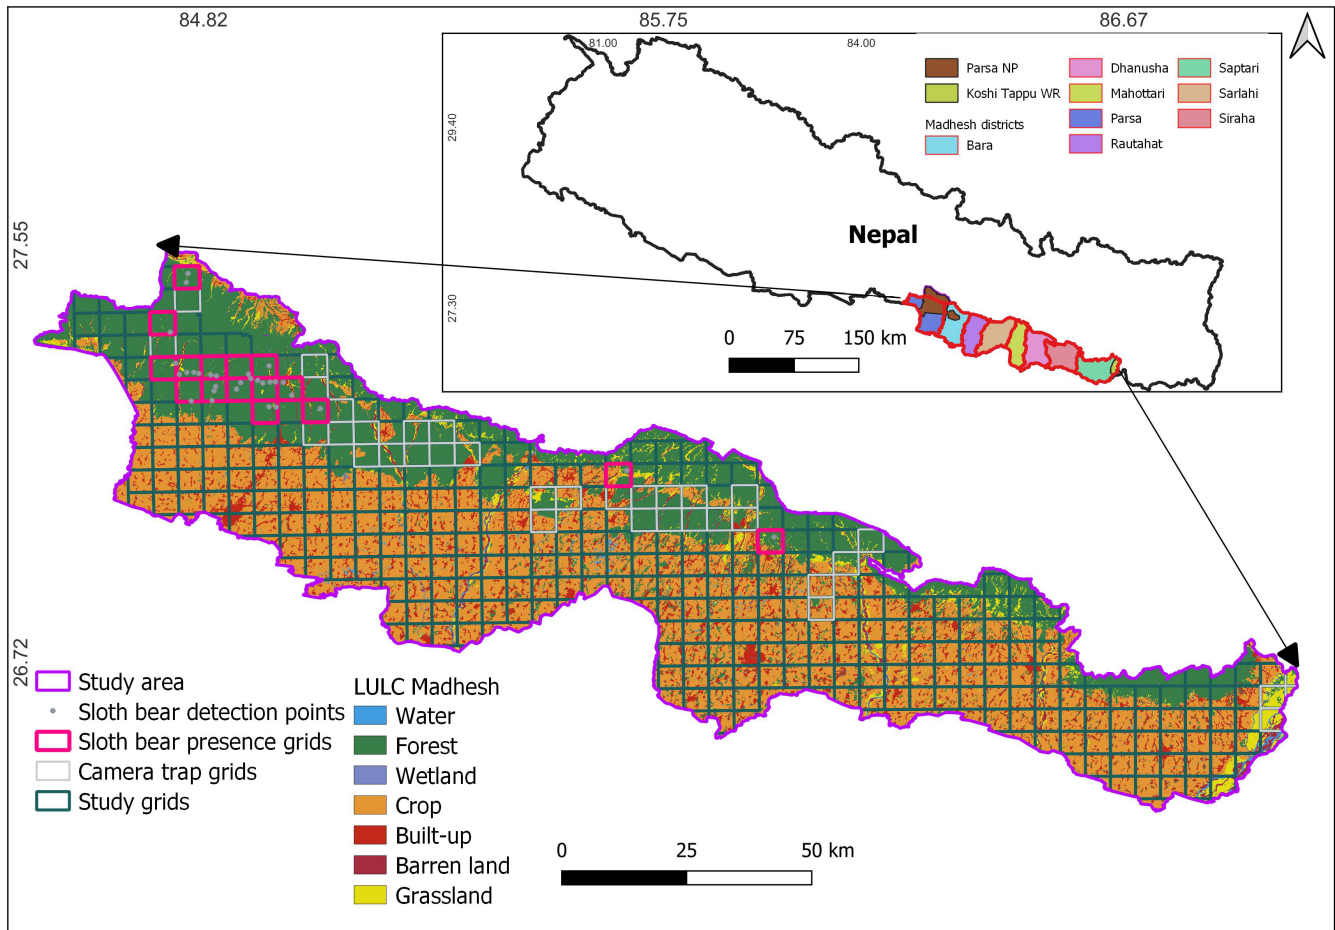 84.82
85.75
86.67
81.00
84.00
Parsa NP
Koshi Tappu WR
Madhesh districts
Bara
Dhanusha
Mahottari
Parsa
Rautahat
Saptari
Sarlahi
Siraha
29.40
27.30
27.55
26.72
Nepal
0 75 150 km
Study area
Sloth bear detection points
Sloth bear presence grids
Camera trap grids
Study grids
LULC Madhesh
Water
Forest
Wetland
Crop
Built-up
Barren land
Grassland
0 25 50 km